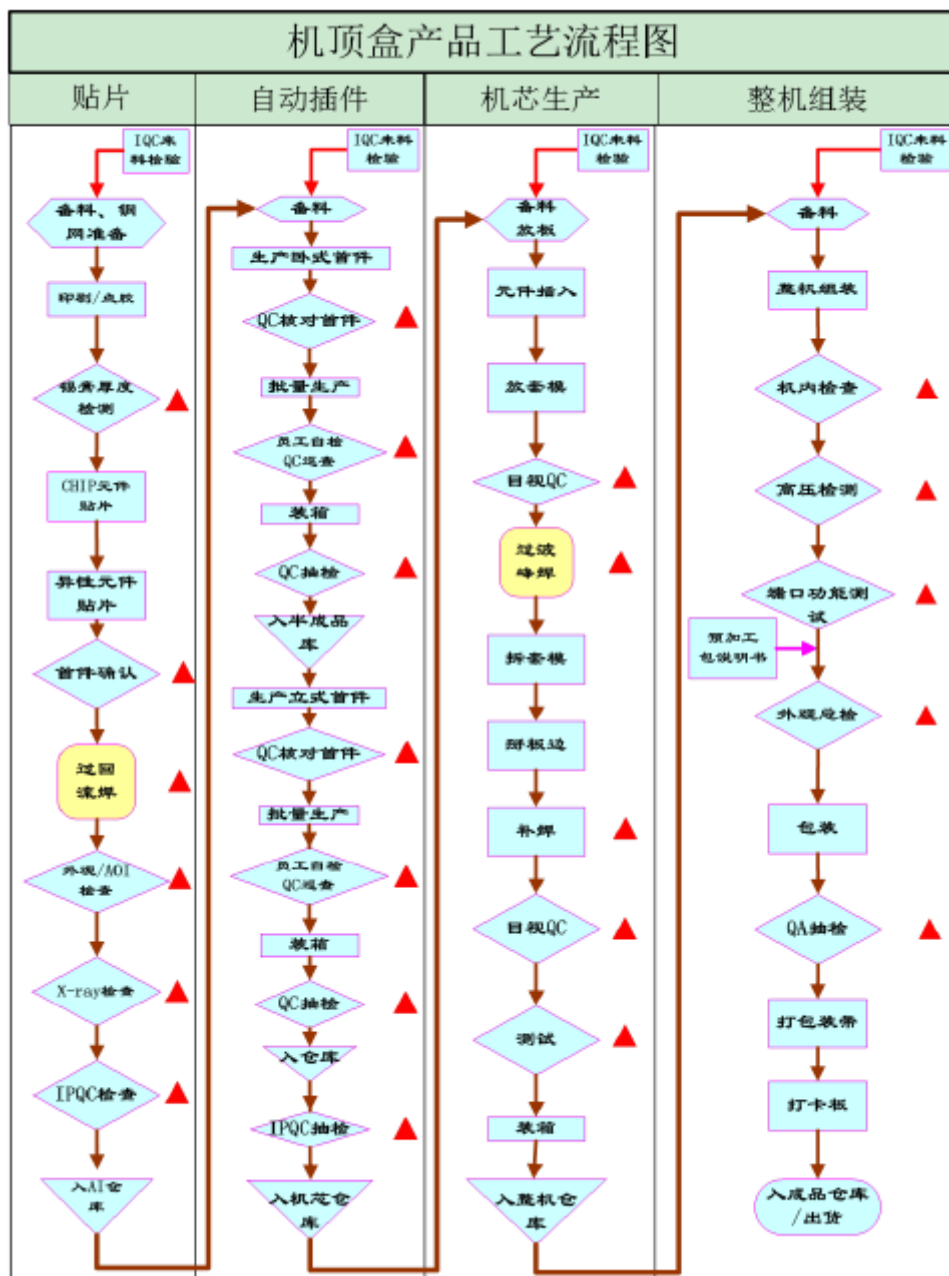 机顶盒产品工艺流程图
贴片
自动插件
机芯生产
整机组装
IQC来
料检验
备料、钢
网准备
印刷/点胶
锡膏厚度
检测
CHIP元件
贴片
异性元件
贴片
首件确认
过回
流焊
外观/AOI
检查
X-ray检查
IPQC检查
入AI仓
库
IQC来料
检验
备料
生产卧式首件
QC核对首件
批量生产
员工自检
QC巡查
装箱
QC抽检
入半成品
库
生产立式首件
QC核对首件
批量生产
员工自检
QC巡查
装箱
QC抽检
入仓库
IPQC抽检
入机芯仓
库
IQC来料
检验
备料
放板
元件插入
放套模
目视QC
过波
峰焊
拆套模
掰板边
补焊
目视QC
测试
装箱
入整机仓
库
IQC来料
检验
备料
整机组装
机内检查
高压检测
端口功能测
试
预加工
包说明书
外观总检
包装
QA抽检
打包装带
打卡板
入成品仓库
/出货